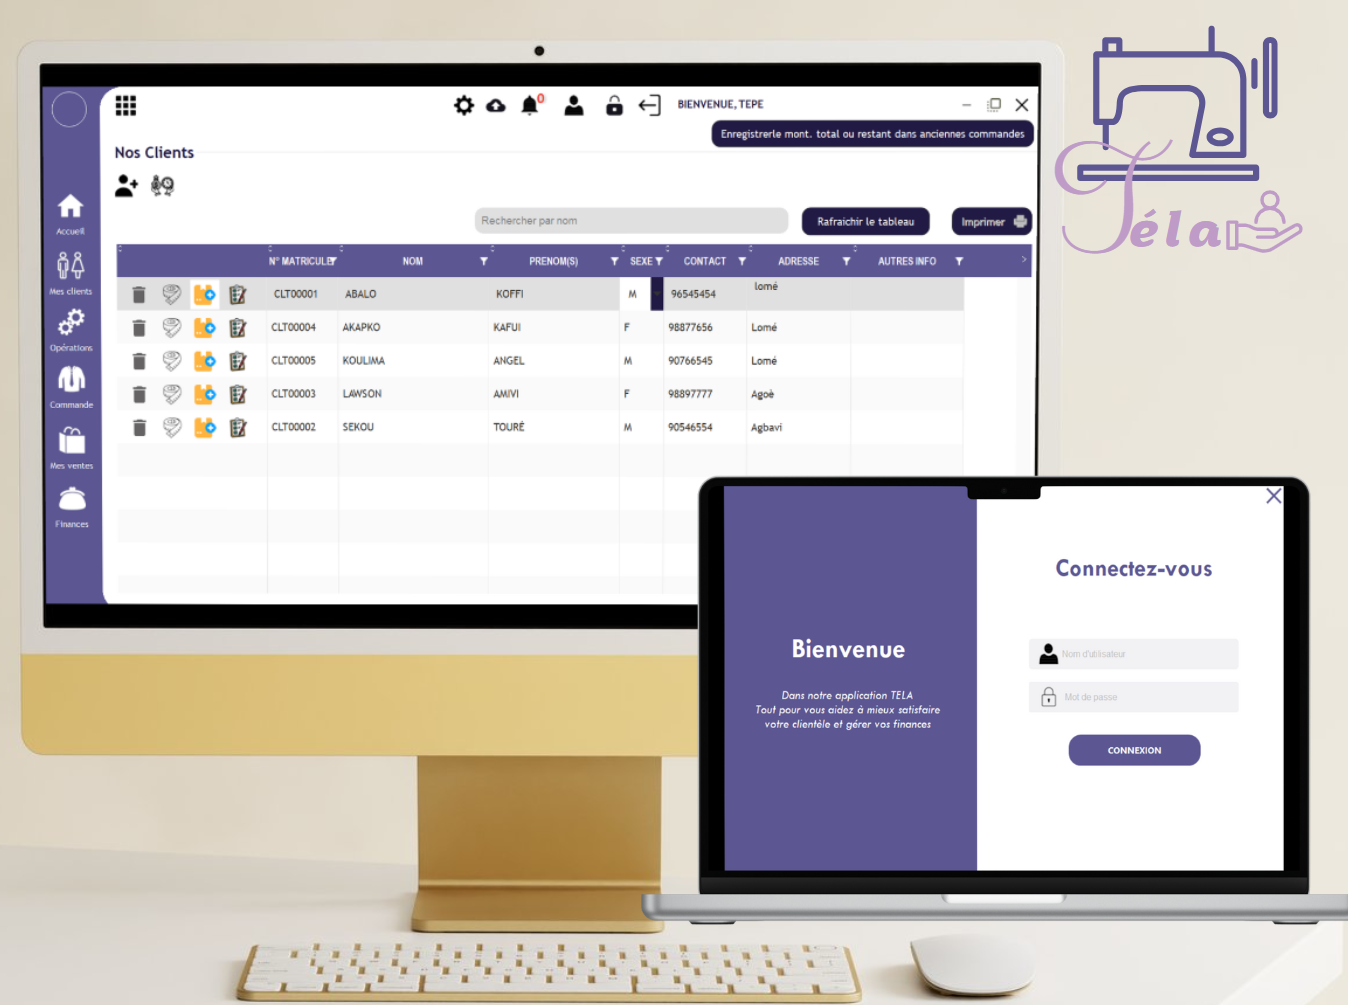 0
BIENVENUE, TEPE
Enregistrerle mont. total ou restant dans anciennes commandes
Nos Clients
Rechercher par nom
Rafraichir le tableau
Imprimer
Accueil
Mes clients
Opérations
Commande
Mes ventes
Finances
N° MATRICULE NOM PRENOM(S) SEXE CONTACT ADRESSE AUTRES INFO
CLT00001 ABALO KOFFI M 96545454 lomé
CLT00004 AKAPKO KAFUI F 98877656 Lomé
CLT00005 KOULIMA ANGEL M 90766545 Lomé
CLT00003 LAWSON AMIVI F 98897777 Agoè
CLT00002 SEKOU TOURÉ M 90546554 Agbavi
Téla
Bienvenue
Dans notre application TELA
Tout pour vous aidez à mieux satisfaire
votre clientèle et gérer vos finances
Connectez-vous
Nom d'utilisateur
Mot de passe
CONNEXION